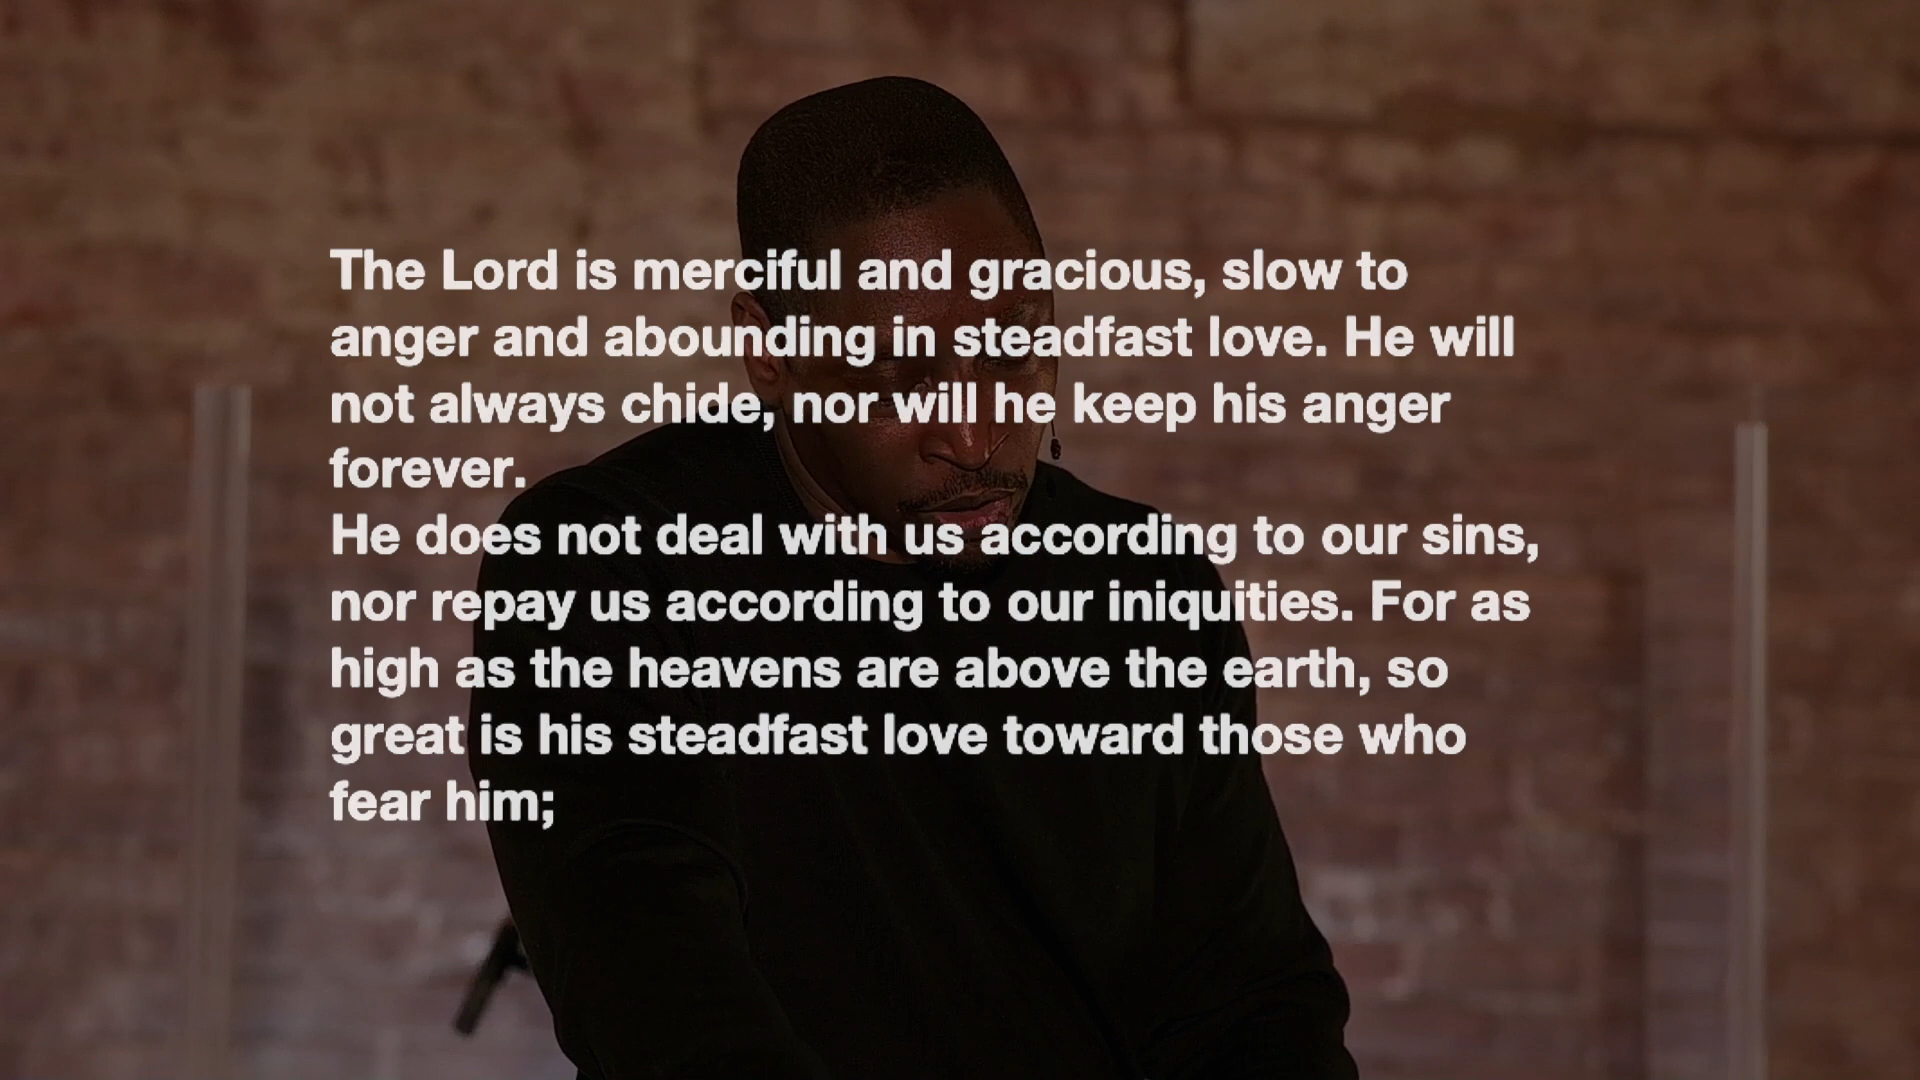 The Lord is merciful and gracious, slow to
anger and abounding in steadfast love. He will
not always chide, nor will he keep his anger
forever.
He does not deal with us according to our sins,
nor repay us according to our iniquities. For as
high as the heavens are above the earth, so
great is his steadfast love toward those who
fear him;